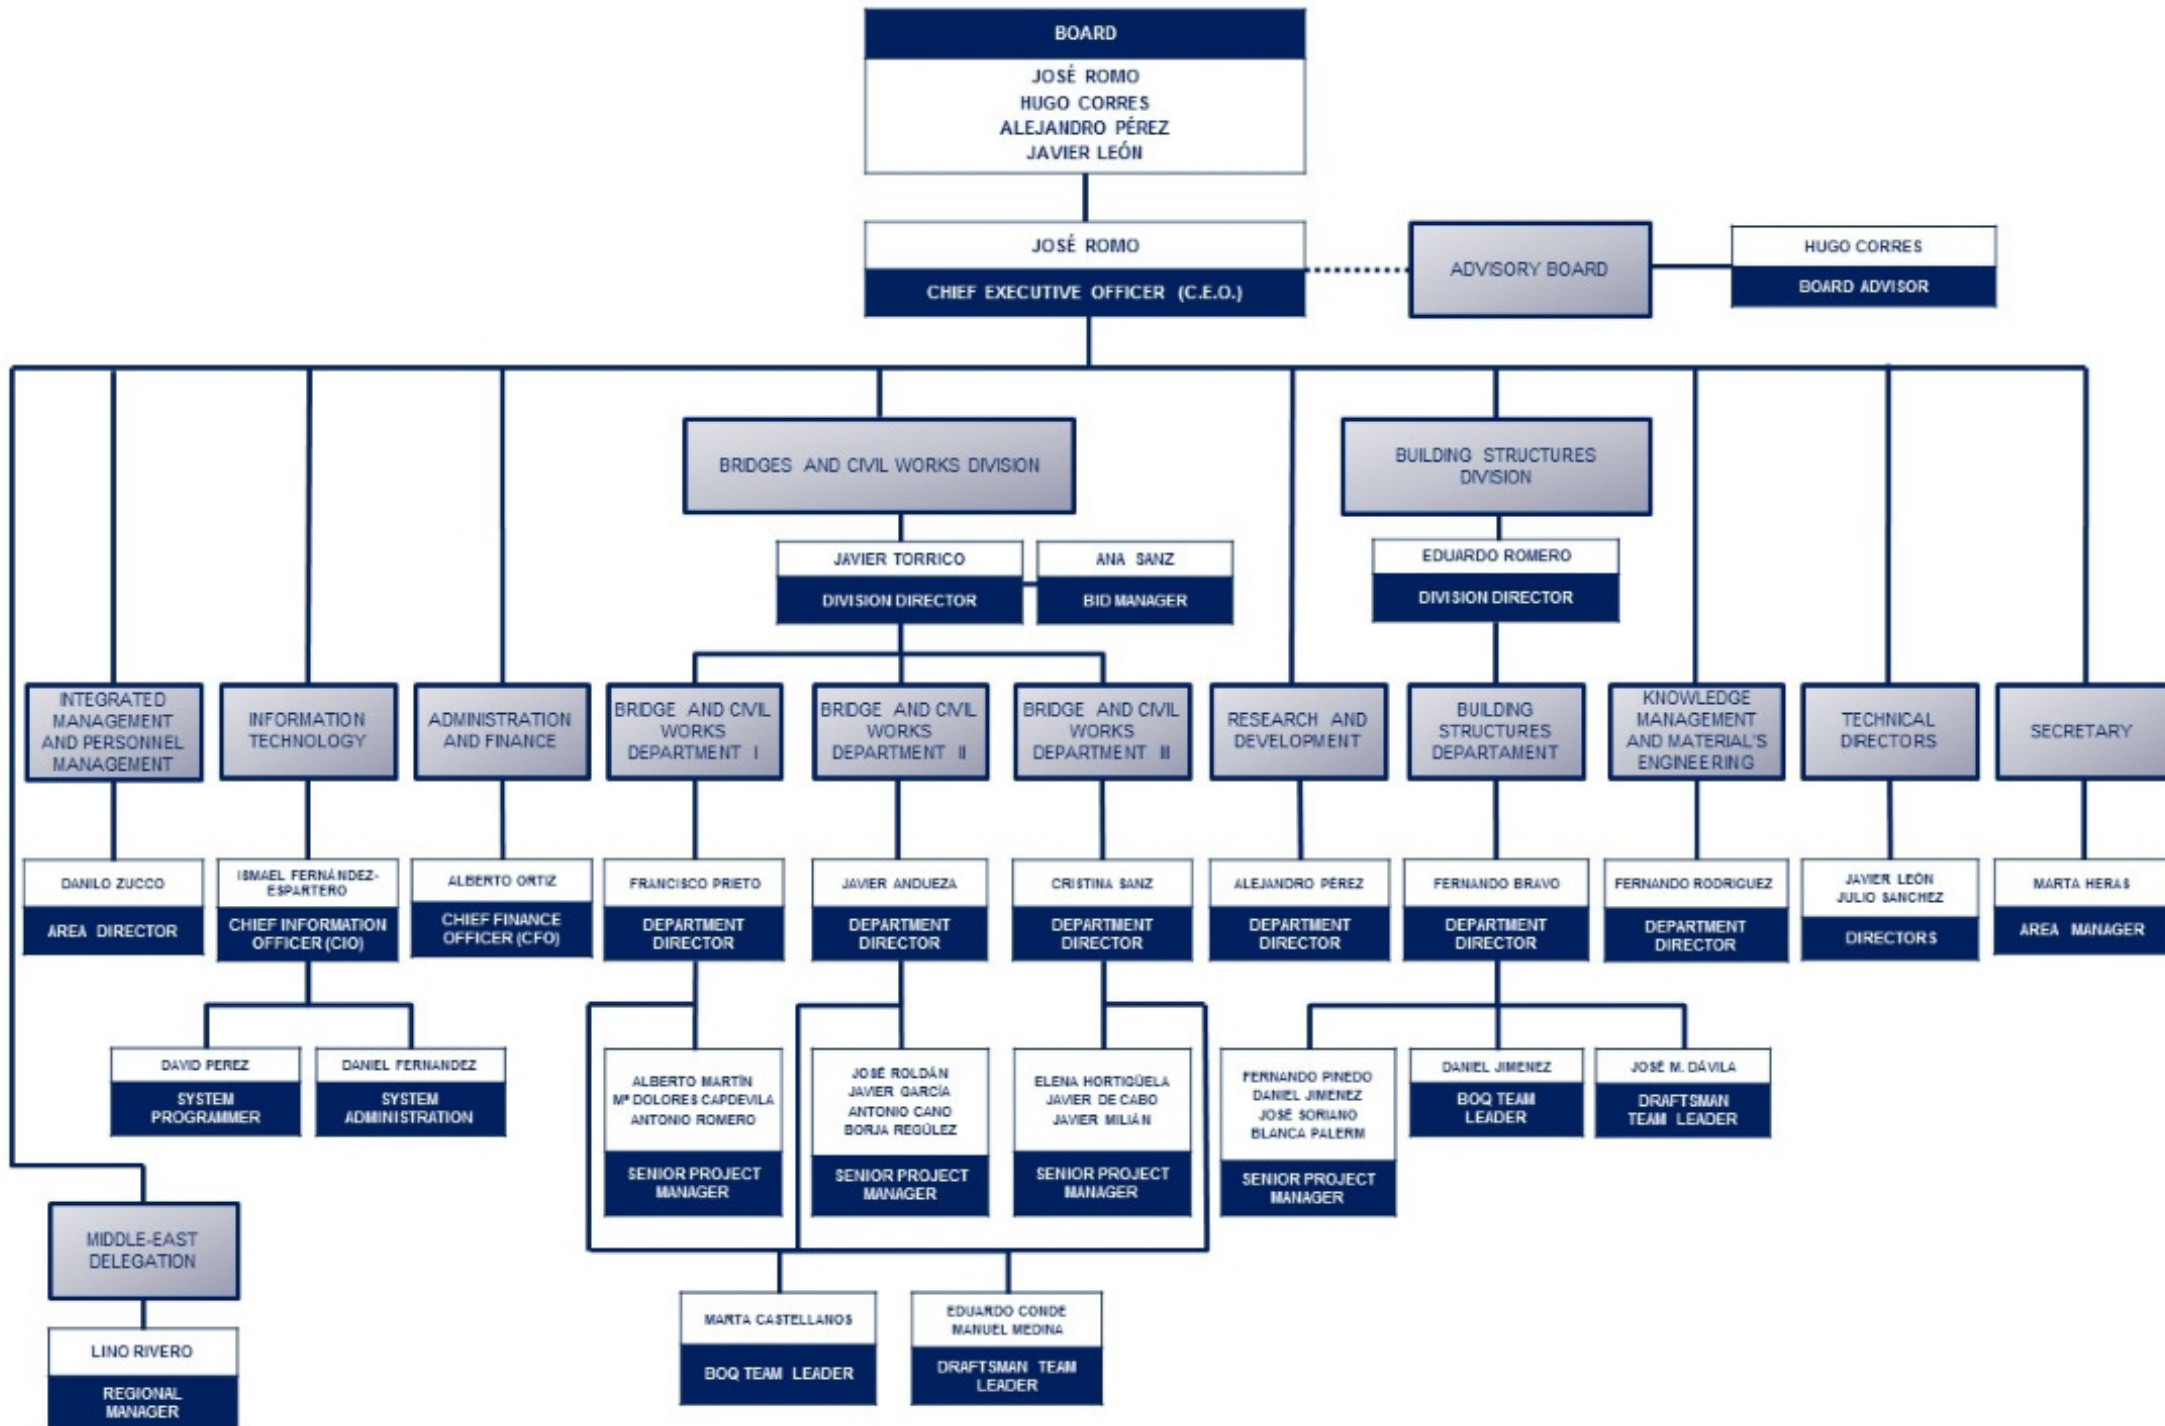 BOARD
JOSÉ ROMO
HUGO CORRES
ALEJANDRO PÉREZ
JAVIER LEÓN
JOSÉ ROMO
CHIEF EXECUTIVE OFFICER (C.E.O.)
ADVISORY BOARD
HUGO CORRES
BOARD ADVISOR
BRIDGES AND CIVIL WORKS DIVISION
BUILDING STRUCTURES
DIVISION
JAVIER TORRICO
DIVISION DIRECTOR
ANA SANZ
BID MANAGER
EDUARDO ROMERO
DIVISION DIRECTOR
INTEGRATED
MANAGEMENT
AND PERSONNEL
MANAGEMENT
INFORMATION
TECHNOLOGY
ADMINISTRATION
AND FINANCE
BRIDGE AND CIVIL
WORKS
DEPARTMENT I
BRIDGE AND CIVIL
WORKS
DEPARTMENT II
BRIDGE AND CIVIL
WORKS
DEPARTMENT III
RESEARCH AND
DEVELOPMENT
BUILDING
STRUCTURES
DEPARTAMENT
KNOWLEDGE
MANAGEMENT
AND MATERIAL'S
ENGINEERING
TECHNICAL
DIRECTORS
SECRETARY
DANILO ZUCCO
AREA DIRECTOR
ISMAEL FERNÁNDEZ-
ESPARTERO
CHIEF INFORMATION
OFFICER (CIO)
ALBERTO ORTIZ
CHIEF FINANCE
OFFICER (CFO)
FRANCISCO PRIETO
DEPARTMENT
DIRECTOR
JAVIER ANDUEZA
DEPARTMENT
DIRECTOR
CRISTINA SANZ
DEPARTMENT
DIRECTOR
ALEJANDRO PÉREZ
DEPARTMENT
DIRECTOR
FERNANDO BRAVO
DEPARTMENT
DIRECTOR
FERNANDO RODRIGUEZ
DEPARTMENT
DIRECTOR
JAVIER LEÓN
JULIO SANCHEZ
DIRECTORS
MARTA HERAS
AREA MANAGER
DAVID PEREZ
SYSTEM
PROGRAMMER
DANIEL FERNANDEZ
SYSTEM
ADMINISTRATION
ALBERTO MARTÍN
Mª DOLORES CAPDEVILA
ANTONIO ROMERO
SENIOR PROJECT
MANAGER
JOSÉ ROLDÁN
JAVIER GARCÍA
ANTONIO CANO
BORJA REGÚLEZ
SENIOR PROJECT
MANAGER
ELENA HORTIGÜELA
JAVIER DE CABO
JAVIER MILIÁN
SENIOR PROJECT
MANAGER
FERNANDO PINEDO
DANIEL JIMENEZ
JOSÉ SORIANO
BLANCA PALERM
SENIOR PROJECT
MANAGER
DANIEL JIMENEZ
BOQ TEAM
LEADER
JOSÉ M. DÁVILA
DRAFTSMAN
TEAM LEADER
MIDDLE-EAST
DELEGATION
LINO RIVERO
REGIONAL
MANAGER
MARTA CASTELLANOS
BOQ TEAM LEADER
EDUARDO CONDE
MANUEL MEDINA
DRAFTSMAN TEAM
LEADER